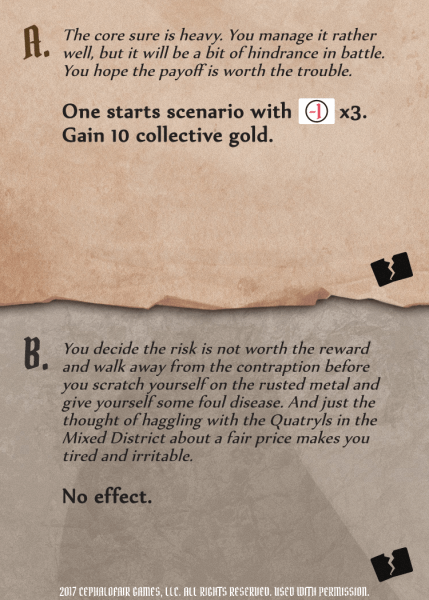 A. The core sure is heavy. You manage it rather
well, but it will be a bit of hindrance in battle.
You hope the payoff is worth the trouble.
One starts scenario with -1 x3.
Gain 10 collective gold.
B. You decide the risk is not worth the reward
and walk away from the contraption before
you scratch yourself on the rusted metal and
give yourself some foul disease. And just the
thought of haggling with the Quatryls in the
Mixed District about a fair price makes you
tired and irritable.
No effect.
2017 CEPHALOFAIR GAMES, LLC. ALL RIGHTS RESERVED. USED WITH PERMISSION.